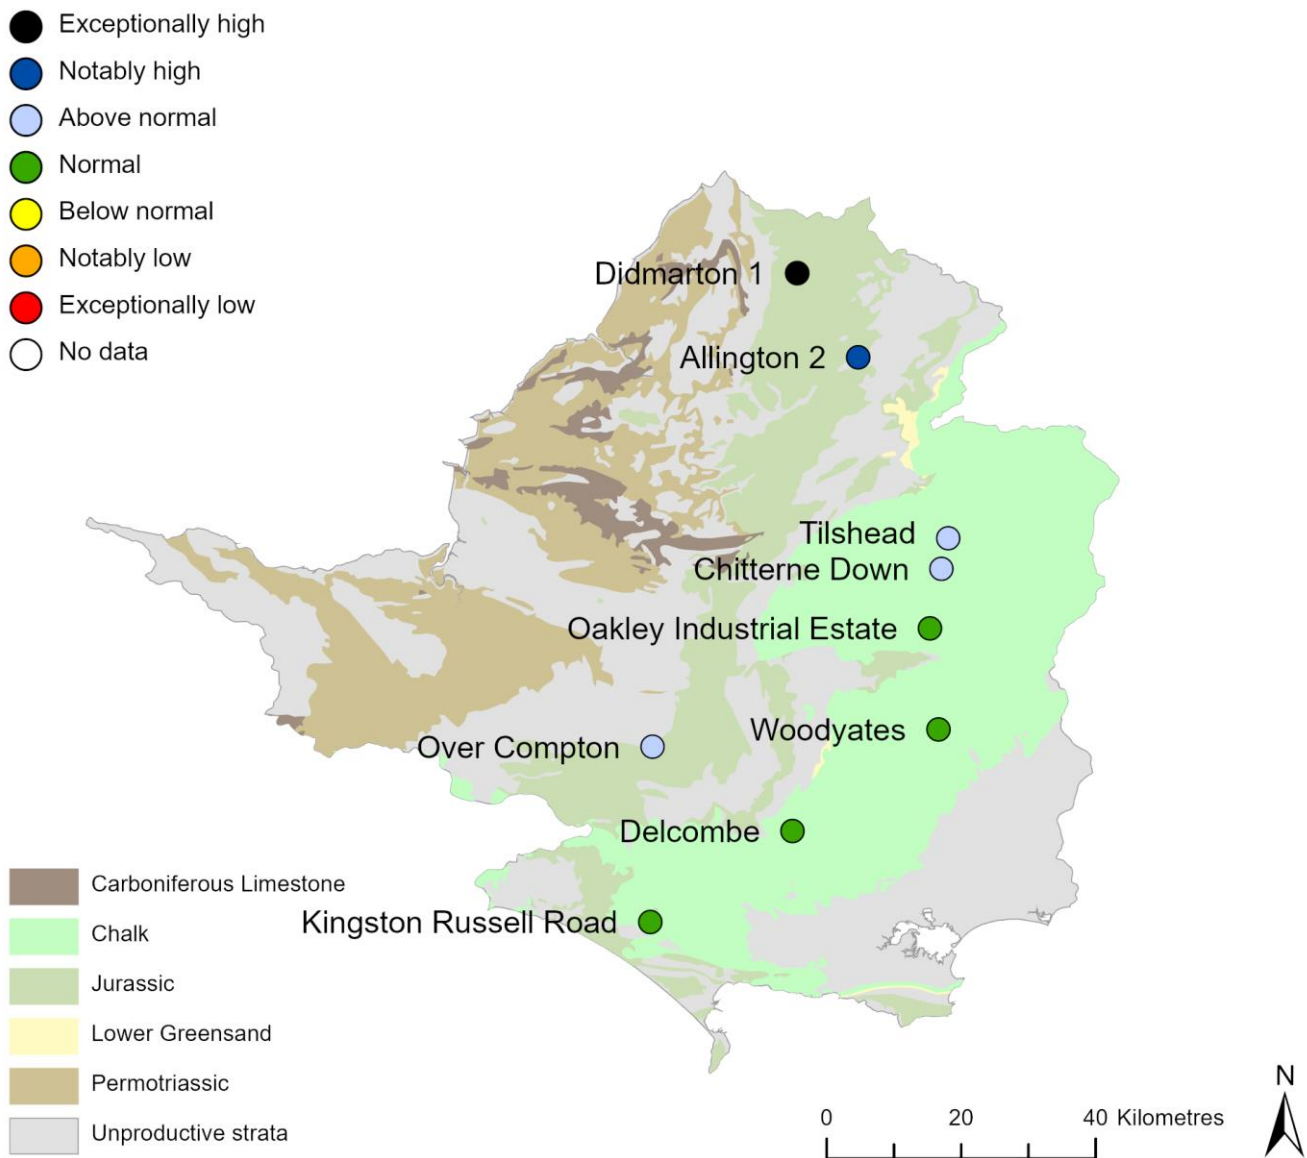 Exceptionally high
Notably high
Above normal
Normal
Below normal
Notably low
Exceptionally low
No data
Didmarton 1
Allington 2
Tilshead
Chitterne Down
Oakley Industrial Estate
Woodyates
Over Compton
Delcombe
Kingston Russell Road
Carboniferous Limestone
Chalk
Jurassic
Lower Greensand
Permotriassic
Unproductive strata
0 20 40 Kilometres
N